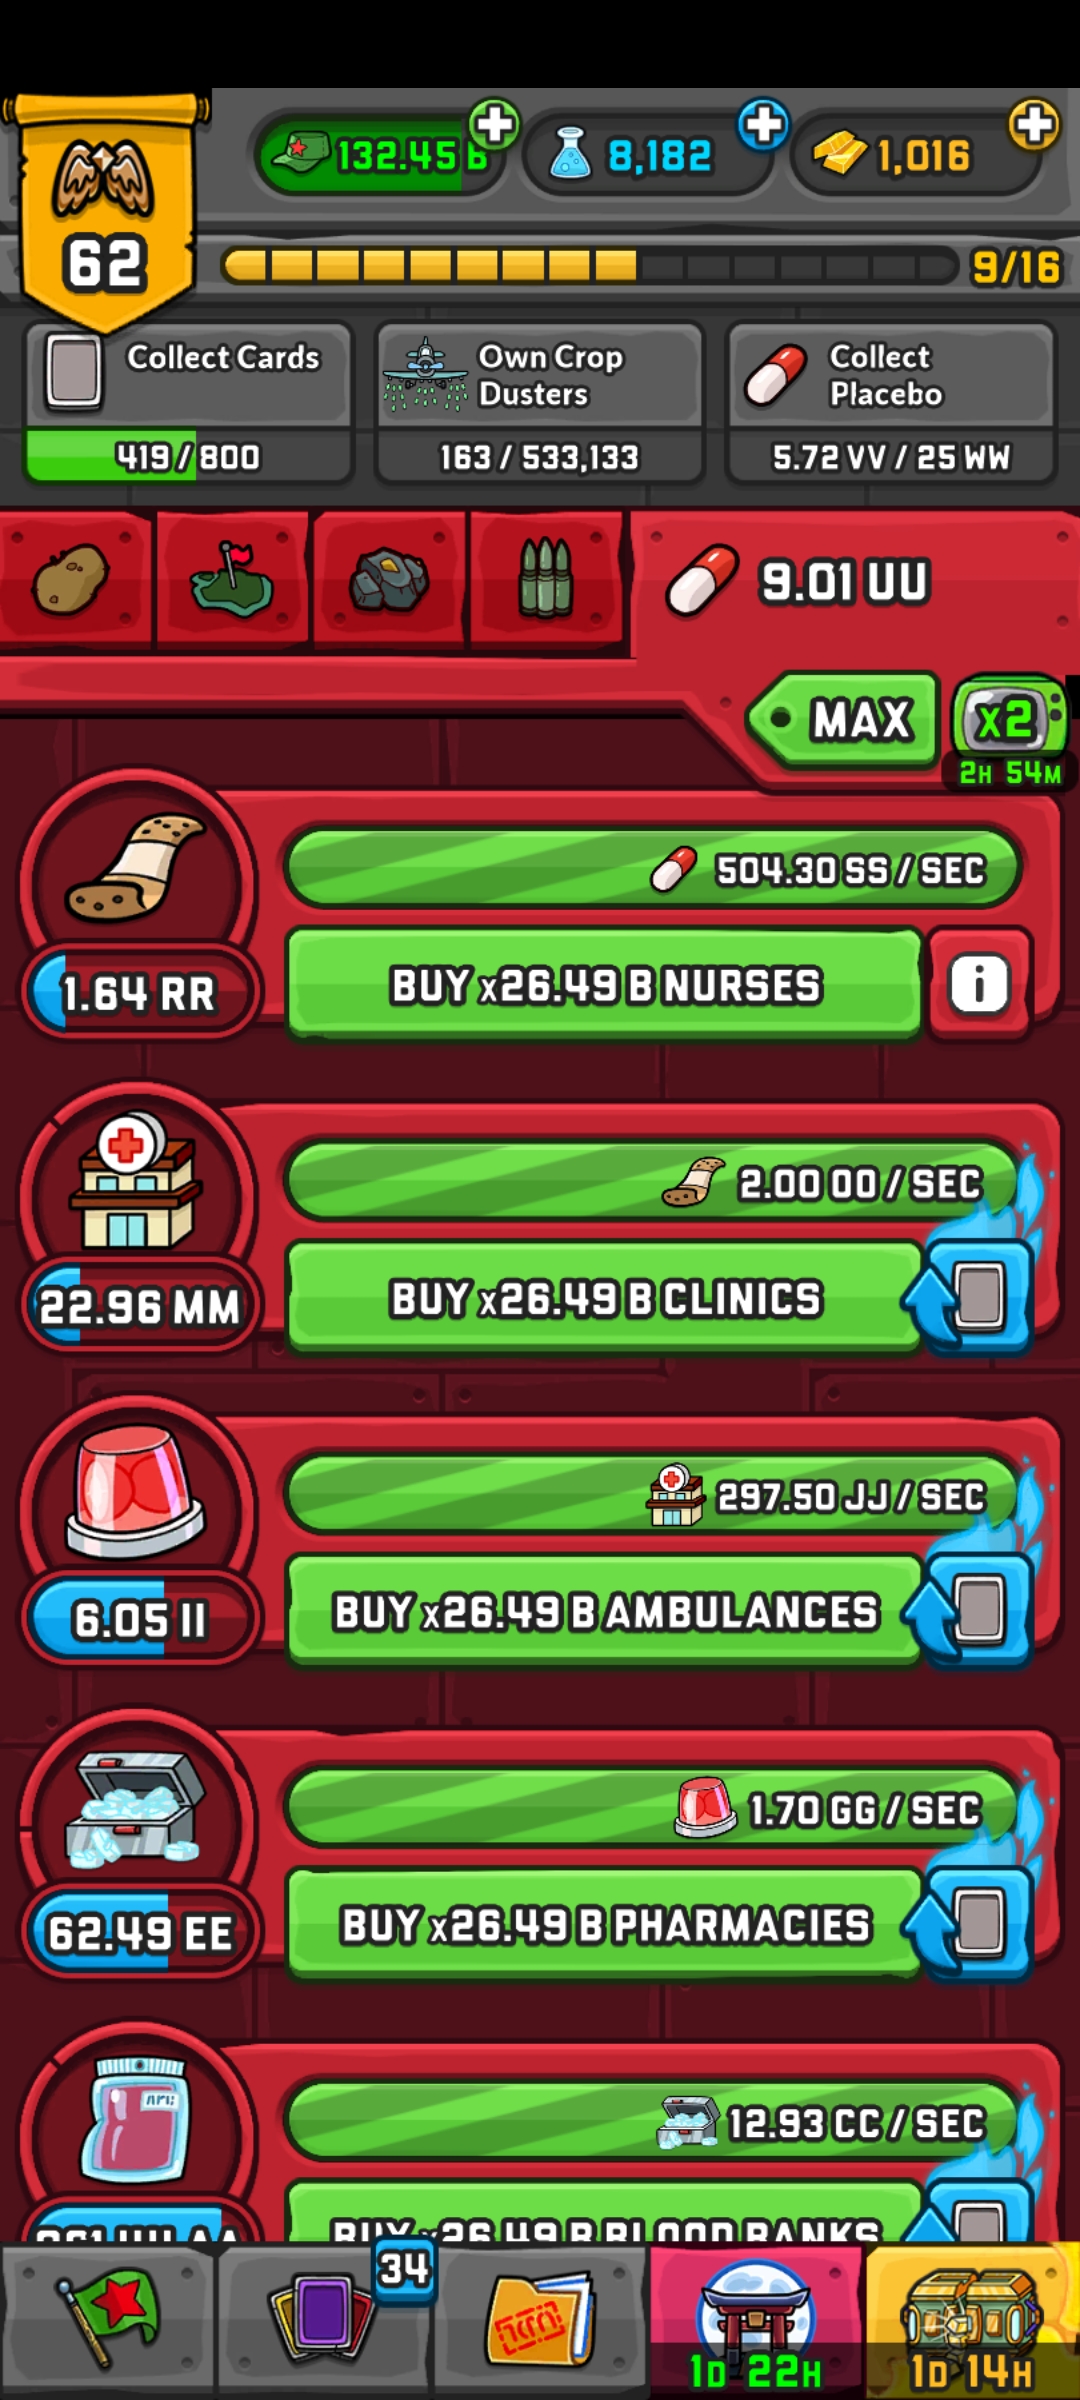 132.45 B
8,182
1,016
62
9/16
Collect Cards
Own Crop
Dusters
Collect
Placebo
419 / 800
163 / 533,133
5.72 VV / 25 WW
9.01 UU
MAX
x2
2H 54M
504.30 SS / SEC
1.64 RR
BUY x26.49 B NURSES
i
2.00 OO / SEC
22.96 MM
BUY x26.49 B CLINICS
297.50 JJ / SEC
6.05 II
BUY x26.49 B AMBULANCES
1.70 GG / SEC
62.49 EE
BUY x26.49 B PHARMACIES
12.93 CC / SEC
BUY x26.49 B BLOOD BANKS
34
1D 22H
1D 14H